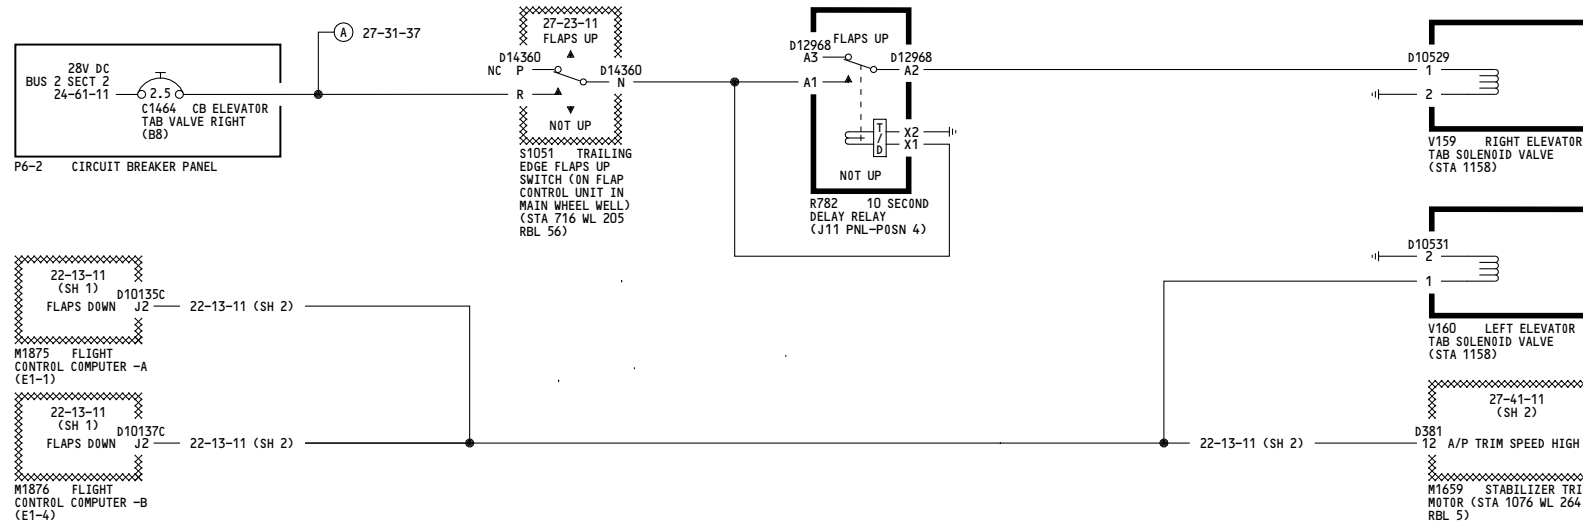 A 27-31-37
28V DC
BUS 2 SECT 2
24-61-11
2.5
C1464 CB ELEVATOR
TAB VALVE RIGHT
(B8)
P6-2 CIRCUIT BREAKER PANEL
27-23-11
FLAPS UP
D14360
NC P
R
D14360
N
NOT UP
S1051 TRAILING
EDGE FLAPS UP
SWITCH (ON FLAP
CONTROL UNIT IN
MAIN WHEEL WELL)
(STA 716 WL 205
RBL 56)
FLAPS UP
D12968
A3
A1
D12968
A2
T/D
X2
X1
NOT UP
R782 10 SECOND
DELAY RELAY
(J11 PNL-POSN 4)
D10529
1
2
V159 RIGHT ELEVATOR
TAB SOLENOID VALVE
(STA 1158)
D10531
2
1
V160 LEFT ELEVATOR
TAB SOLENOID VALVE
(STA 1158)
22-13-11
(SH 1)
FLAPS DOWN
D10135C
J2 22-13-11 (SH 2)
M1875 FLIGHT
CONTROL COMPUTER -A
(E1-1)
22-13-11
(SH 1)
FLAPS DOWN
D10137C
J2 22-13-11 (SH 2)
M1876 FLIGHT
CONTROL COMPUTER -B
(E1-4)
22-13-11 (SH 2)
27-41-11
(SH 2)
D381
12 A/P TRIM SPEED HIGH
M1659 STABILIZER TRI
MOTOR (STA 1076 WL 264
RBL 5)